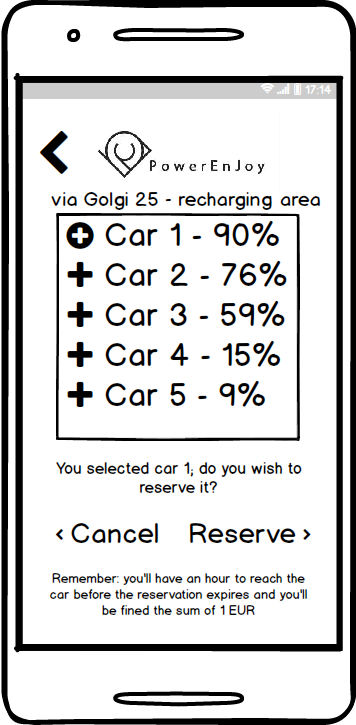 17:14
PowerEnJoy
via Golgi 25 - recharging area
Car 1 - 90%
Car 2 - 76%
Car 3 - 59%
Car 4 - 15%
Car 5 - 9%
You selected car 1; do you wish to
reserve it?
‹ Cancel Reserve ›
Remember: you'll have an hour to reach the
car before the reservation expires and you'll
be fined the sum of 1 EUR